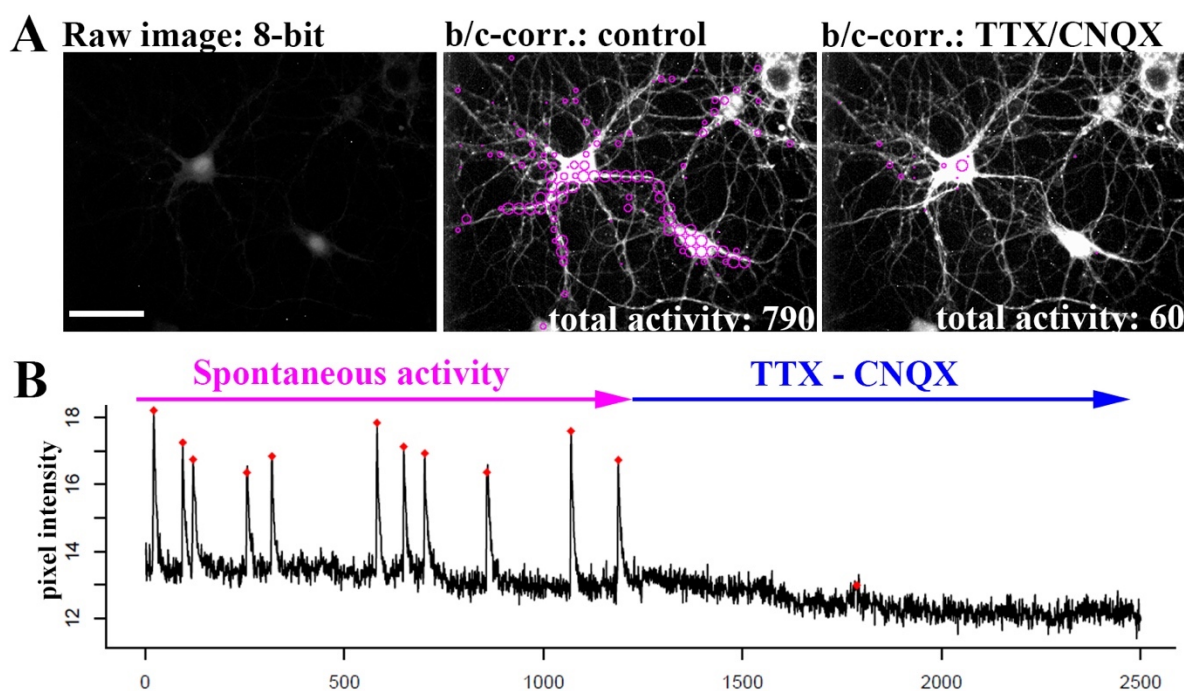 A
Raw image: 8-bit
b/c-corr.: control
b/c-corr.: TTX/CNQX
total activity: 790
total activity: 60
B
Spontaneous activity
TTX - CNQX
pixel intensity
18
16
14
12
0 500 1000 1500 2000 2500